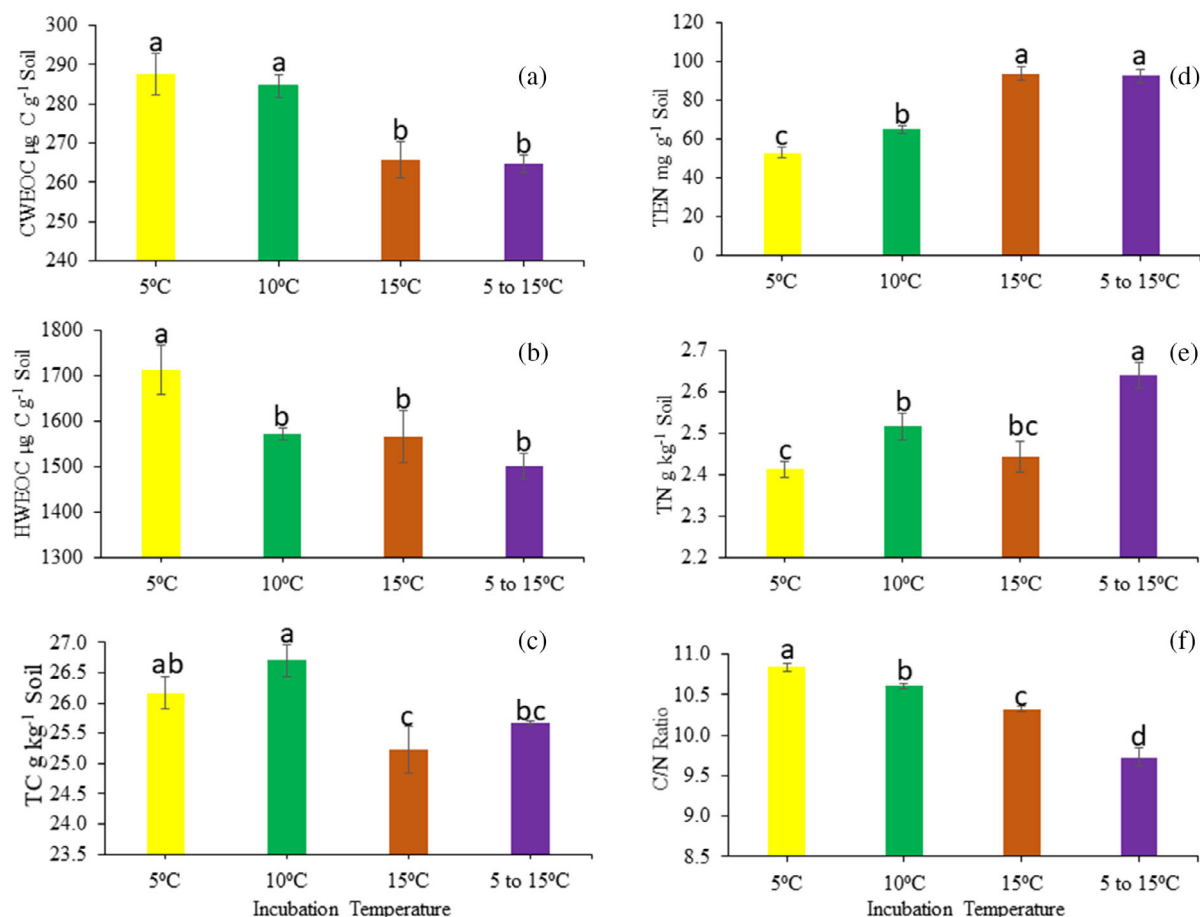 CWEOC µg C g⁻¹ Soil
300
290
280
270
260
250
240
a
a
b
b
(a)
5ºC
10ºC
15ºC
5 to 15ºC
TEN mg g⁻¹ Soil
120
100
80
60
40
20
0
c
b
a
a
(d)
5ºC
10ºC
15ºC
5 to 15ºC
HWEOC µg C g⁻¹ Soil
1800
1700
1600
1500
1400
1300
a
b
b
b
(b)
5ºC
10ºC
15ºC
5 to 15ºC
TN g kg⁻¹ Soil
2.7
2.6
2.5
2.4
2.3
2.2
c
b
bc
a
(e)
5ºC
10ºC
15ºC
5 to 15ºC
TC g kg⁻¹ Soil
27.0
26.5
26.0
25.5
25.0
24.5
24.0
23.5
ab
a
c
bc
(c)
5ºC
10ºC
15ºC
5 to 15ºC
Incubation Temperature
C/N Ratio
11.0
10.5
10.0
9.5
9.0
8.5
a
b
c
d
(f)
5ºC
10ºC
15ºC
5 to 15ºC
Incubation Temperature